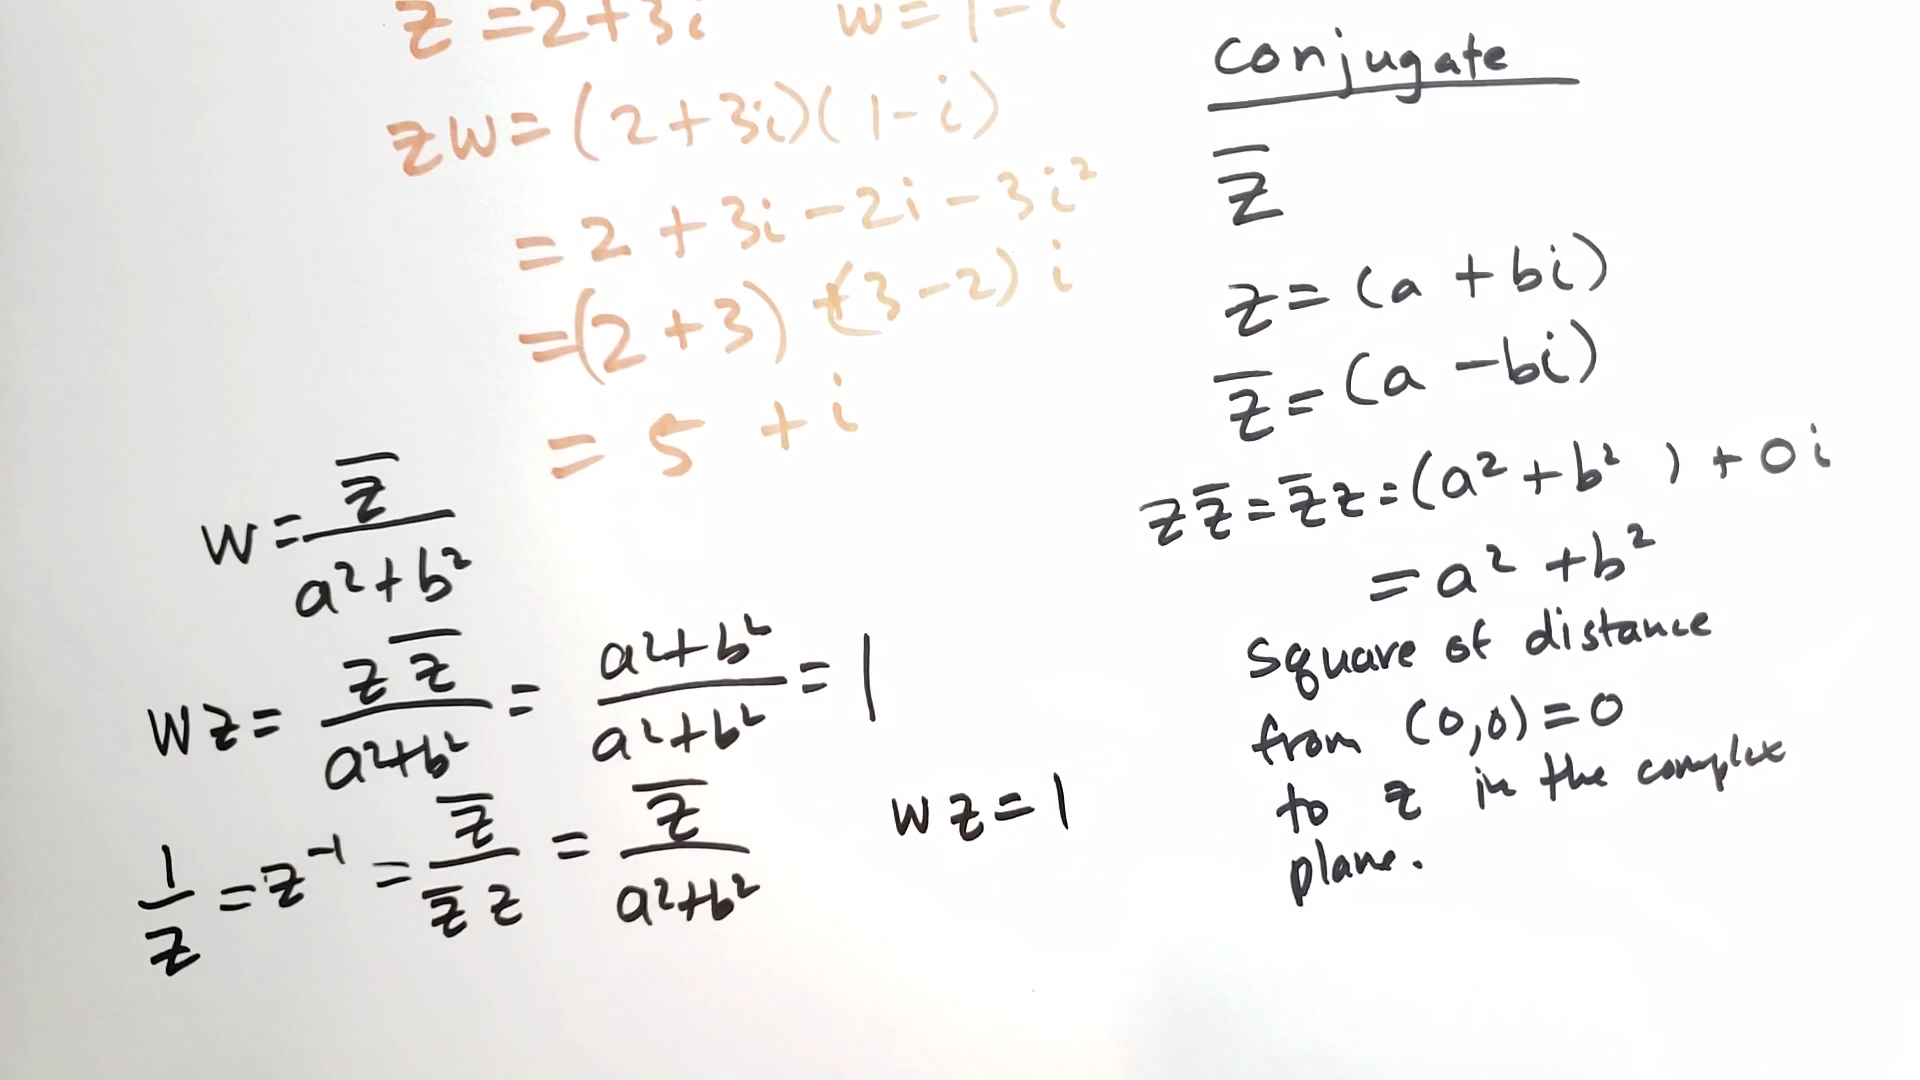 z = 2+3i w = 1-i
zw = (2+3i)(1-i)
= 2 + 3i - 2i - 3i²
= (2+3) + (3-2) i
= 5 + i
w = z̅ / a²+b²
wz = z z̅ / a²+b² = a²+b² / a²+b² = 1
1/z = z⁻¹ = z̅ / z̅ z = z̅ / a²+b²
wz = 1
conjugate
z̅
z = (a + bi)
z̅ = (a - bi)
z z̅ = z̅ z = (a² + b² ) + 0i
= a² + b²
Square of distance
from (0,0) = 0
to z in the complex
plane.